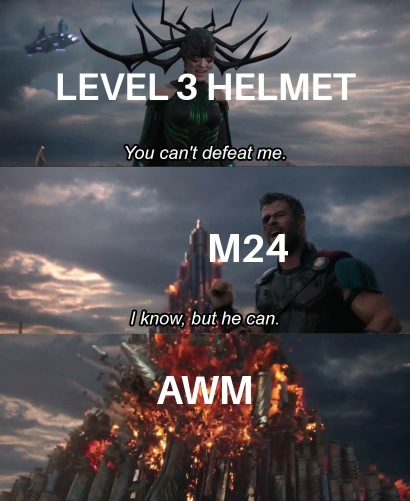 LEVEL 3 HELMET
You can't defeat me.
M24
I know, but he can.
AWM